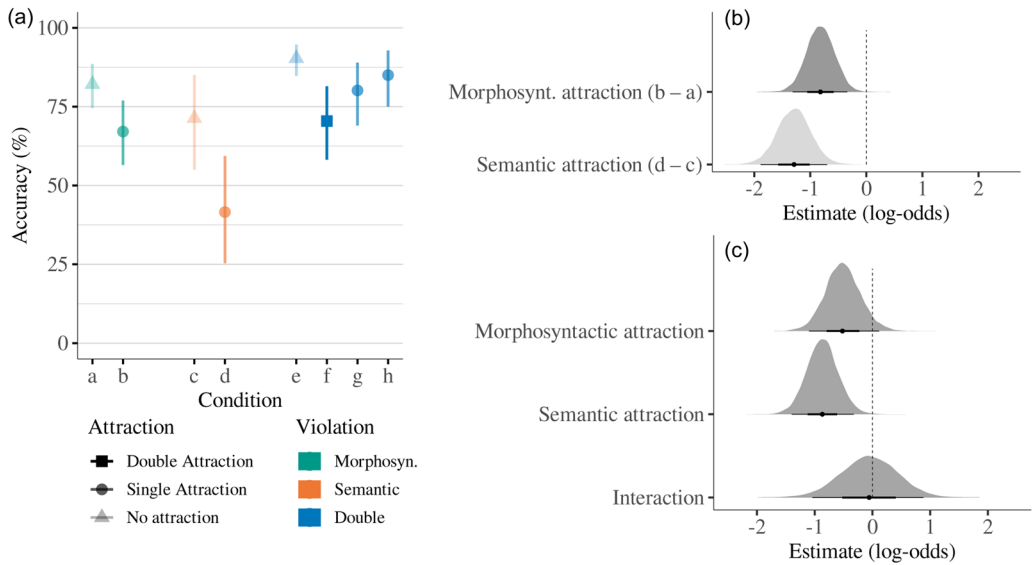 (a)
100
75
50
25
0
Accuracy (%)
a b c d e f g h
Condition
Attraction
Double Attraction
Single Attraction
No attraction
Violation
Morphosyn.
Semantic
Double
(b)
Morphosynt. attraction (b – a)
Semantic attraction (d – c)
-2 -1 0 1 2
Estimate (log-odds)
(c)
Morphosyntactic attraction
Semantic attraction
Interaction
-2 -1 0 1 2
Estimate (log-odds)